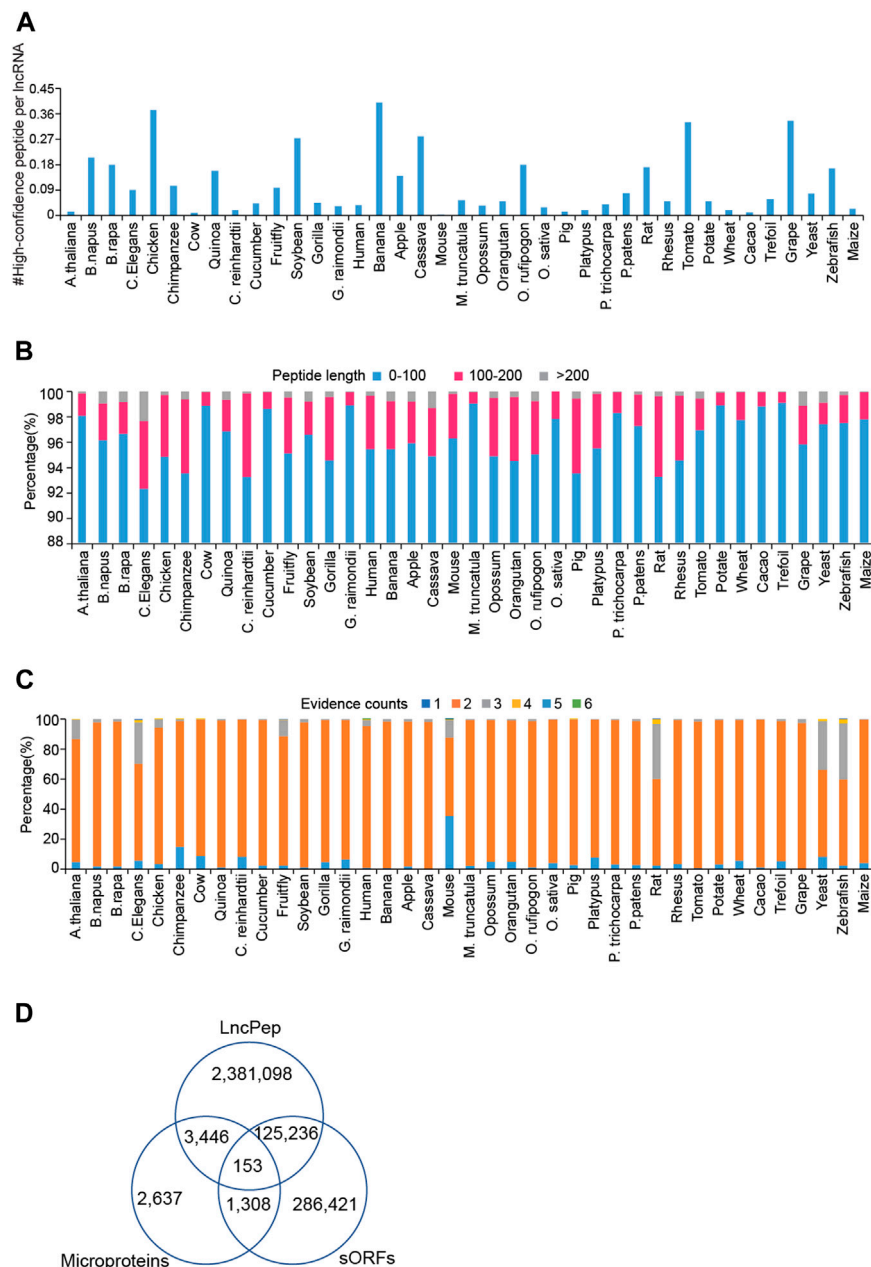 A
#High-confidence peptide per lncRNA
0.45
0.36
0.27
0.18
0.09
0
A.thaliana
B.napus
B.rapa
C.Elegans
Chicken
Chimpanzee
Cow
Quinoa
C. reinhardtii
Cucumber
Fruitfly
Soybean
Gorilla
G. raimondii
Human
Banana
Apple
Cassava
Mouse
M. truncatula
Opossum
Orangutan
O. rufipogon
O. sativa
Pig
Platypus
P. trichocarpa
P.patens
Rat
Rhesus
Tomato
Potato
Wheat
Cacao
Trefoil
Grape
Yeast
Zebrafish
Maize
B
Peptide length 0-100 100-200 >200
Percentage(%)
100
98
96
94
92
90
88
A.thaliana
B.napus
B.rapa
C.Elegans
Chicken
Chimpanzee
Cow
Quinoa
C. reinhardtii
Cucumber
Fruitfly
Soybean
Gorilla
G. raimondii
Human
Banana
Apple
Cassava
Mouse
M. truncatula
Opossum
Orangutan
O. rufipogon
O. sativa
Pig
Platypus
P. trichocarpa
P.patens
Rat
Rhesus
Tomato
Potato
Wheat
Cacao
Trefoil
Grape
Yeast
Zebrafish
Maize
C
Evidence counts 1 2 3 4 5 6
Percentage(%)
100
80
60
40
20
0
A.thaliana
B.napus
B.rapa
C.Elegans
Chicken
Chimpanzee
Cow
Quinoa
C. reinhardtii
Cucumber
Fruitfly
Soybean
Gorilla
G. raimondii
Human
Banana
Apple
Cassava
Mouse
M. truncatula
Opossum
Orangutan
O. rufipogon
O. sativa
Pig
Platypus
P. trichocarpa
P.patens
Rat
Rhesus
Tomato
Potato
Wheat
Cacao
Trefoil
Grape
Yeast
Zebrafish
Maize
D
LncPep
2,381,098
3,446
125,236
153
2,637
1,308
286,421
Microproteins
sORFs